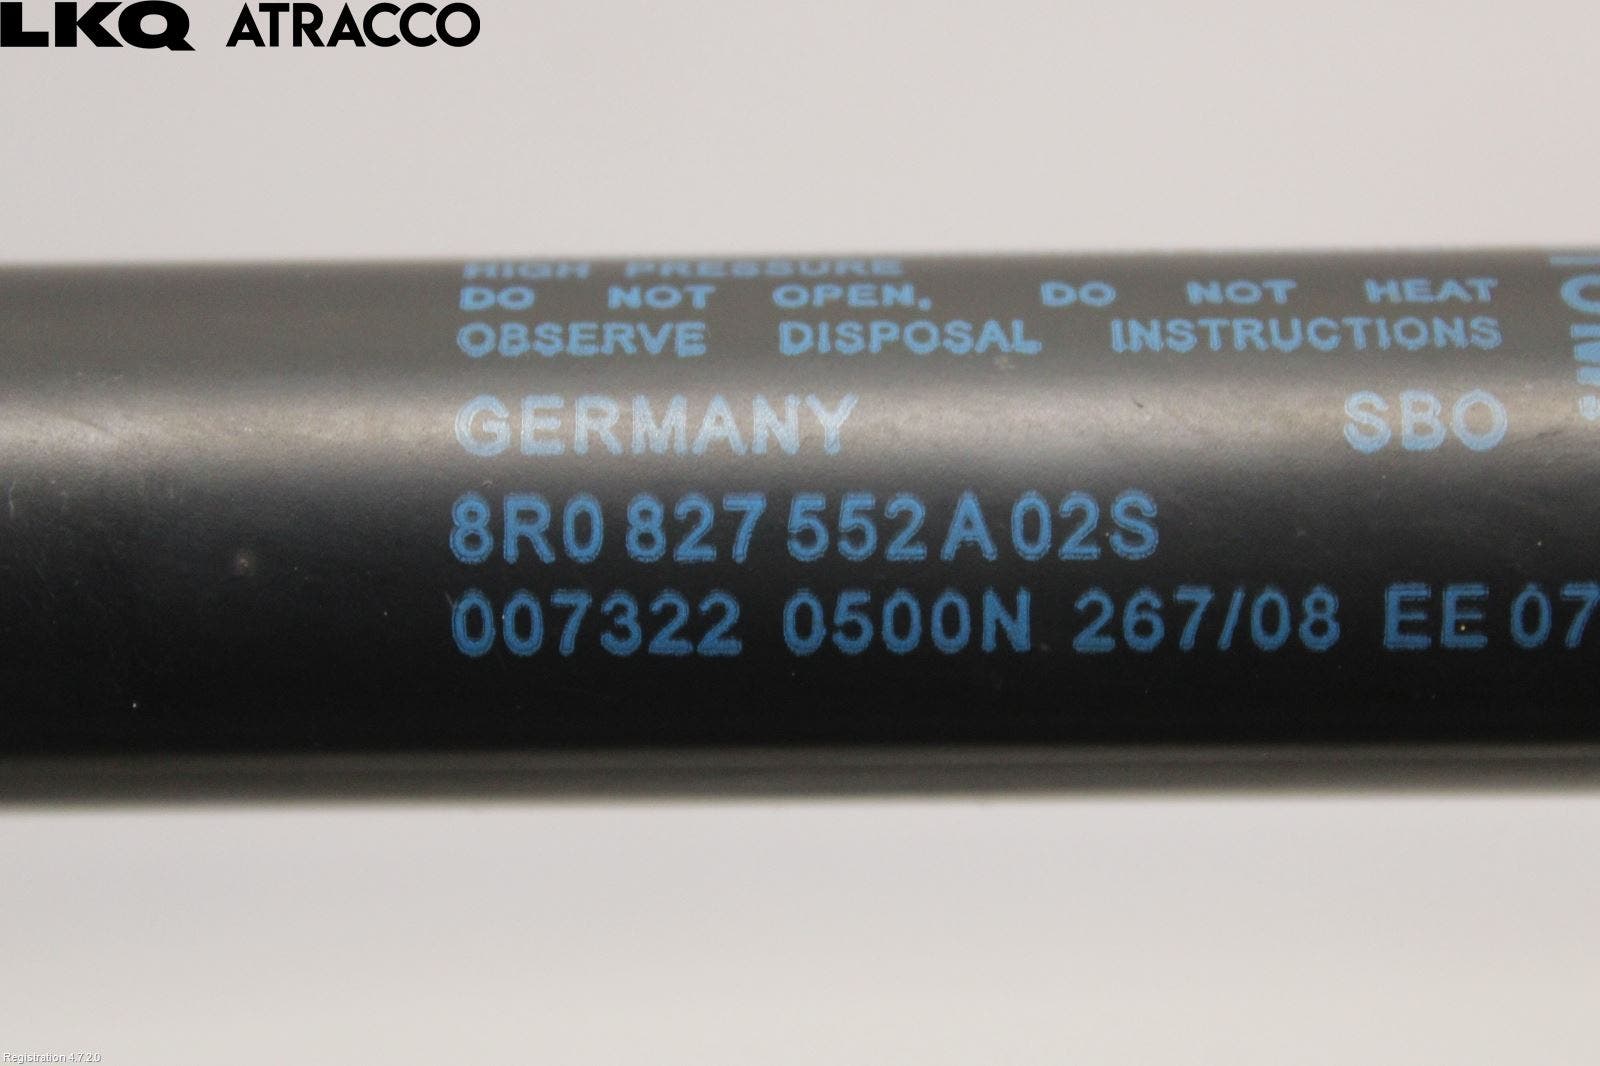 LKQ ATRACCO
HIGH PRESSURE
DO NOT OPEN. DO NOT HEAT
OBSERVE DISPOSAL INSTRUCTIONS
GERMANY SBO
8R0 827 552 A 02S
007322 0500N 267/08 EE 07
Registration 4.7.2.0